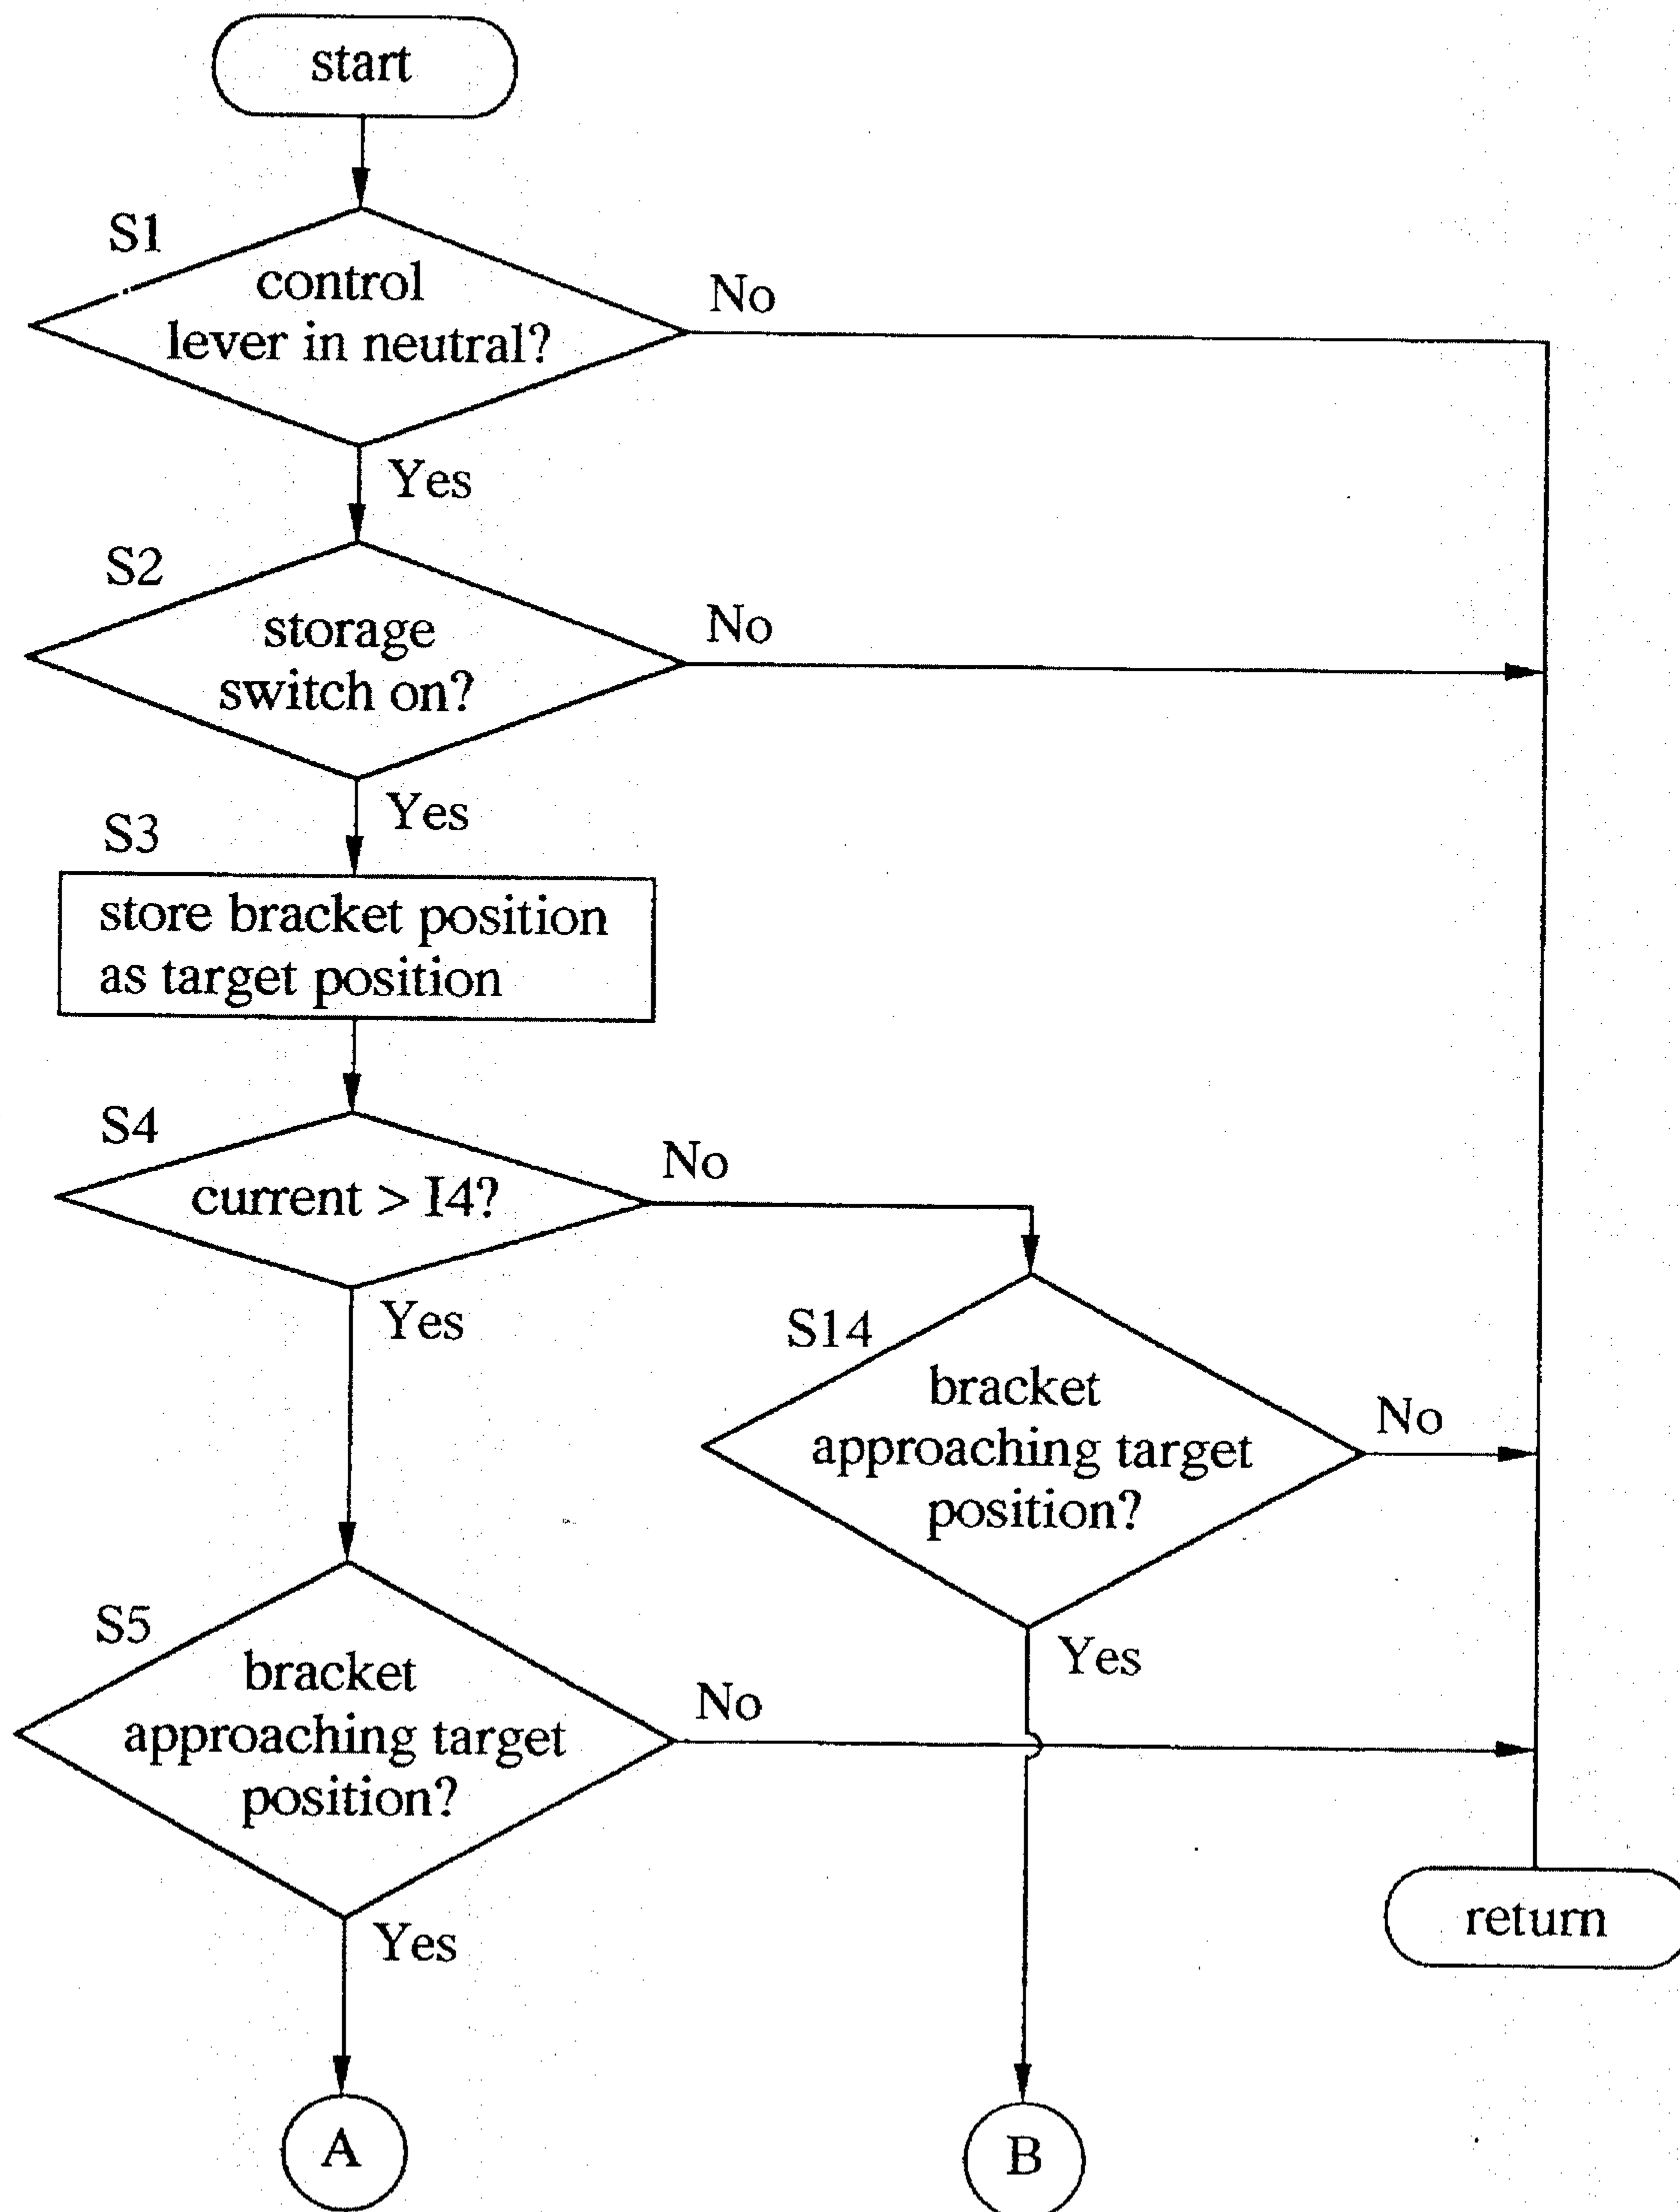 start
S1
control
lever in neutral?
No
Yes
S2
storage
switch on?
No
Yes
S3
store bracket position
as target position
S4
current > I4?
No
Yes
S14
bracket
approaching target
position?
No
Yes
S5
bracket
approaching target
position?
No
Yes
return
A
B